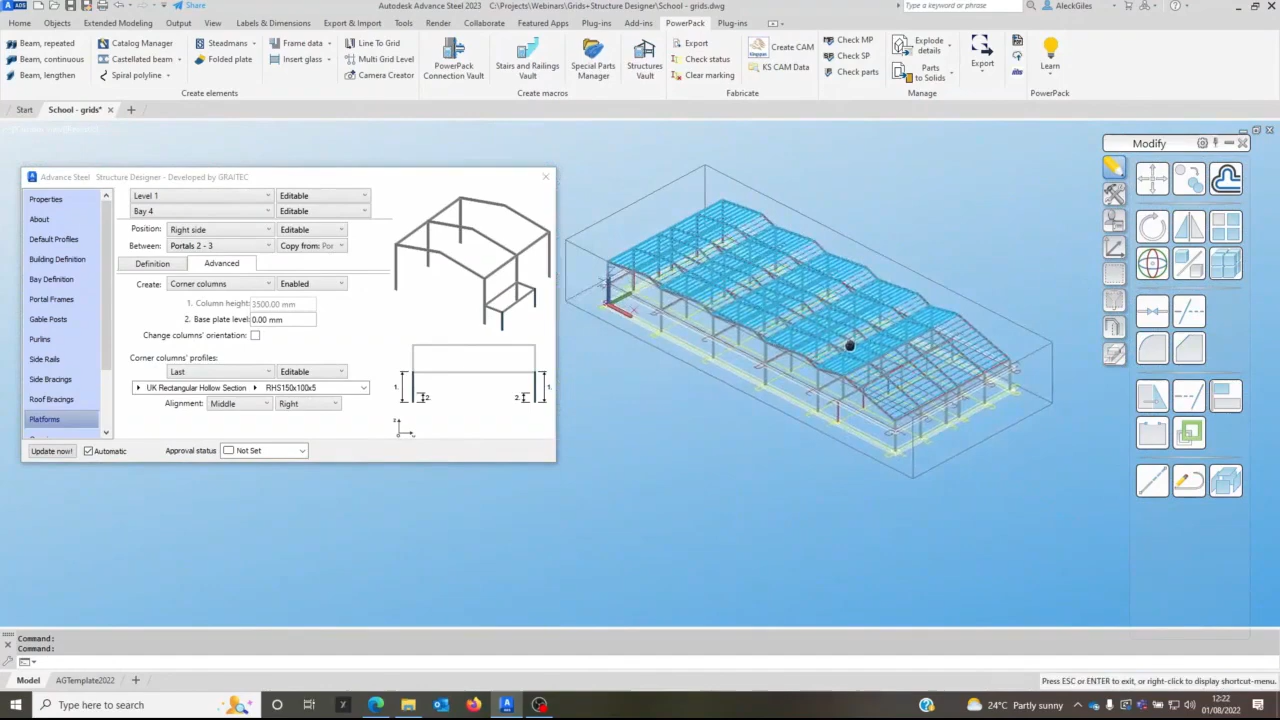 ADS
Share
Autodesk Advance Steel 2023
C:\Projects\Webinars\Grids+Structure Designer\School - grids.dwg
Type a keyword or phrase
AleckGiles
Home
Objects
Extended Modeling
Output
View
Labels & Dimensions
Export & Import
Tools
Render
Collaborate
Featured Apps
Plug-ins
Add-ins
PowerPack
Plug-ins
Beam, repeated
Catalog Manager
Steadmans
Frame data
Line To Grid
Beam, continuous
Castellated beam
Folded plate
Insert glass
Multi Grid Level
Beam, lengthen
Spiral polyline
Camera Creator
Create elements
PowerPack
Connection Vault
Stairs and Railings
Vault
Special Parts
Manager
Structures
Vault
Create macros
Export
Check status
Clear marking
Create CAM
KS CAM Data
Fabricate
Check MP
Check SP
Check parts
Explode
details
Parts
to Solids
Export
Manage
Learn
PowerPack
Start
School - grids*
Modify
Advance Steel  Structure Designer - Developed by GRAITEC
Properties
About
Default Profiles
Building Definition
Bay Definition
Portal Frames
Gable Posts
Purlins
Side Rails
Side Bracings
Roof Bracings
Platforms
Level 1
Editable
Bay 4
Editable
Position:
Right side
Editable
Between:
Portals 2 - 3
Copy from: Por
Definition
Advanced
Create:
Corner columns
Enabled
1. Column height:
3500.00 mm
2. Base plate level:
0.00 mm
Change columns' orientation:
Corner columns' profiles:
Last
Editable
UK Rectangular Hollow Section
RHS150x100x5
Alignment:
Middle
Right
1.
2.
2.
1.
Update now!
Automatic
Approval status
Not Set
Command:
Command:
Model
AGTemplate2022
Press ESC or ENTER to exit, or right-click to display shortcut-menu.
Type here to search
24°C Partly sunny
12:22
01/08/2022